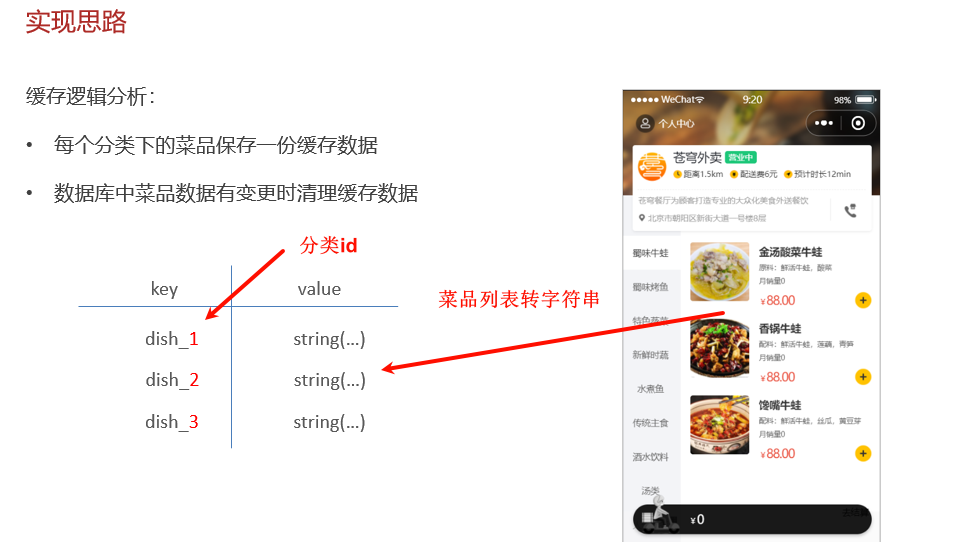 实现思路
缓存逻辑分析：
• 每个分类下的菜品保存一份缓存数据
• 数据库中菜品数据有变更时清理缓存数据
分类id
key value
dish_1 string(...)
dish_2 string(...)
dish_3 string(...)
菜品列表转字符串
WeChat 9:20 98%
个人中心
苍穹外卖 营业中
距离1.5km 配送费6元 预计时长12min
苍穹餐厅为顾客打造专业的大众化美食外送餐饮
北京市朝阳区新街大道一号楼8层
蜀味牛蛙
蜀味烤鱼
特色蒸菜
新鲜时蔬
水煮鱼
传统主食
酒水饮料
汤类
金汤酸菜牛蛙
原料：鲜活牛蛙，酸菜
月销量0
￥88.00
香锅牛蛙
配料：鲜活牛蛙，莲藕，青笋
月销量0
￥88.00
馋嘴牛蛙
配料：鲜活牛蛙，丝瓜，黄豆芽
月销量0
￥88.00
￥0